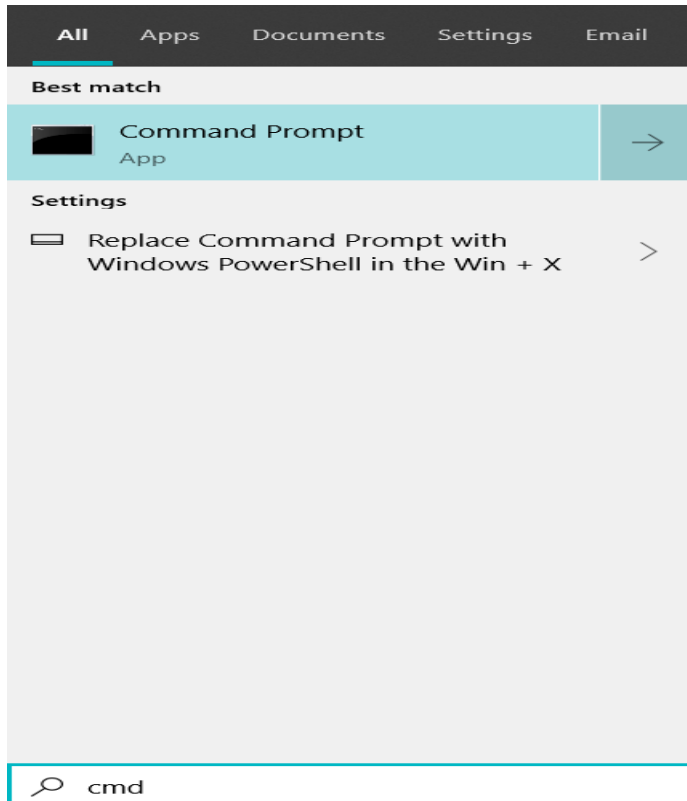 All Apps Documents Settings Email
Best match
Command Prompt
App
Settings
Replace Command Prompt with
Windows PowerShell in the Win + X
cmd